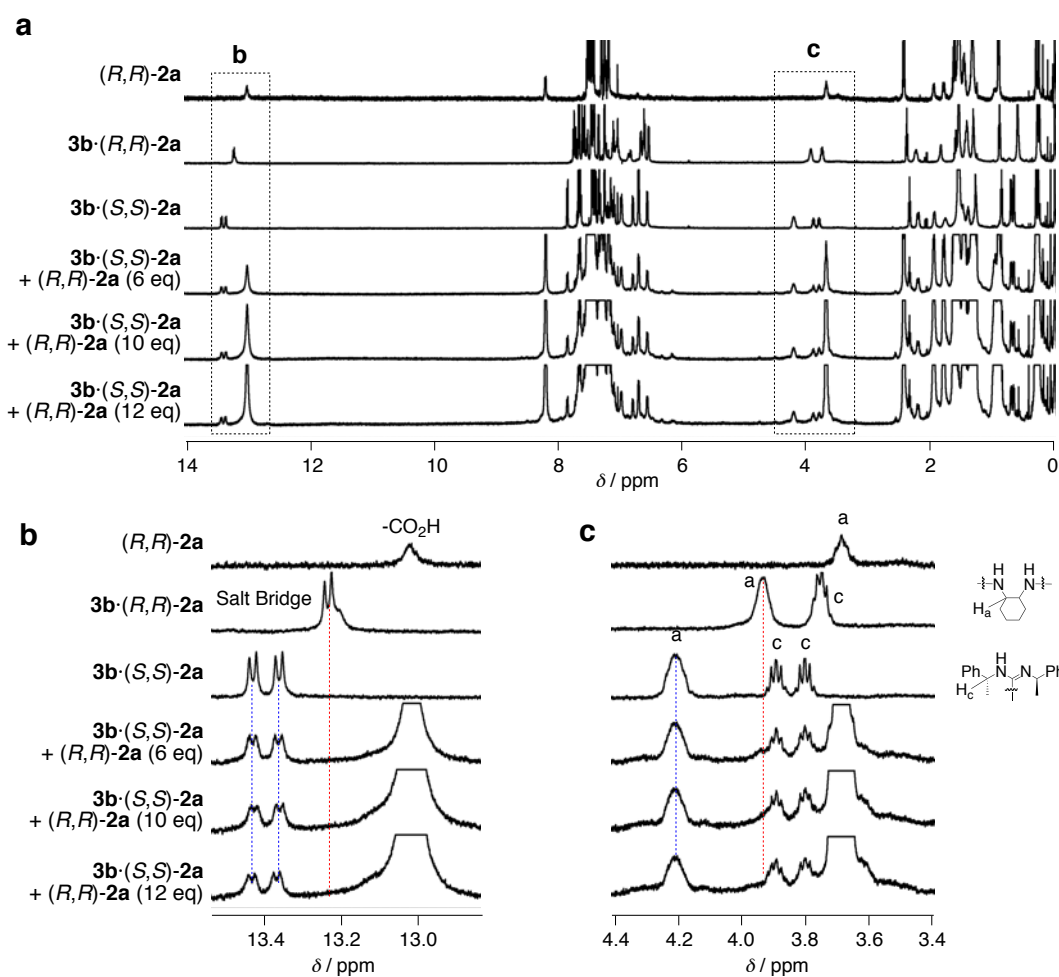 a
b
c
(R,R)-2a
3b·(R,R)-2a
3b·(S,S)-2a
3b·(S,S)-2a
+ (R,R)-2a (6 eq)
3b·(S,S)-2a
+ (R,R)-2a (10 eq)
3b·(S,S)-2a
+ (R,R)-2a (12 eq)
14 12 10 8 6 4 2 0
δ / ppm
b
(R,R)-2a
-CO2H
3b·(R,R)-2a
Salt Bridge
3b·(S,S)-2a
3b·(S,S)-2a
+ (R,R)-2a (6 eq)
3b·(S,S)-2a
+ (R,R)-2a (10 eq)
3b·(S,S)-2a
+ (R,R)-2a (12 eq)
13.4 13.2 13.0
δ / ppm
c
a
a
c
a
c c
4.4 4.2 4.0 3.8 3.6 3.4
δ / ppm
H H
N N
Ha
Ph H Ph
N N
Hc